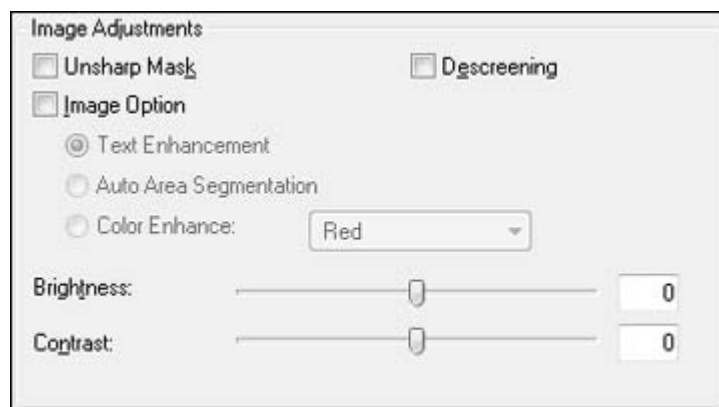 Image Adjustments
Unsharp Mask Descreening
Image Option
Text Enhancement
Auto Area Segmentation
Color Enhance: Red
Brightness: 0
Contrast: 0